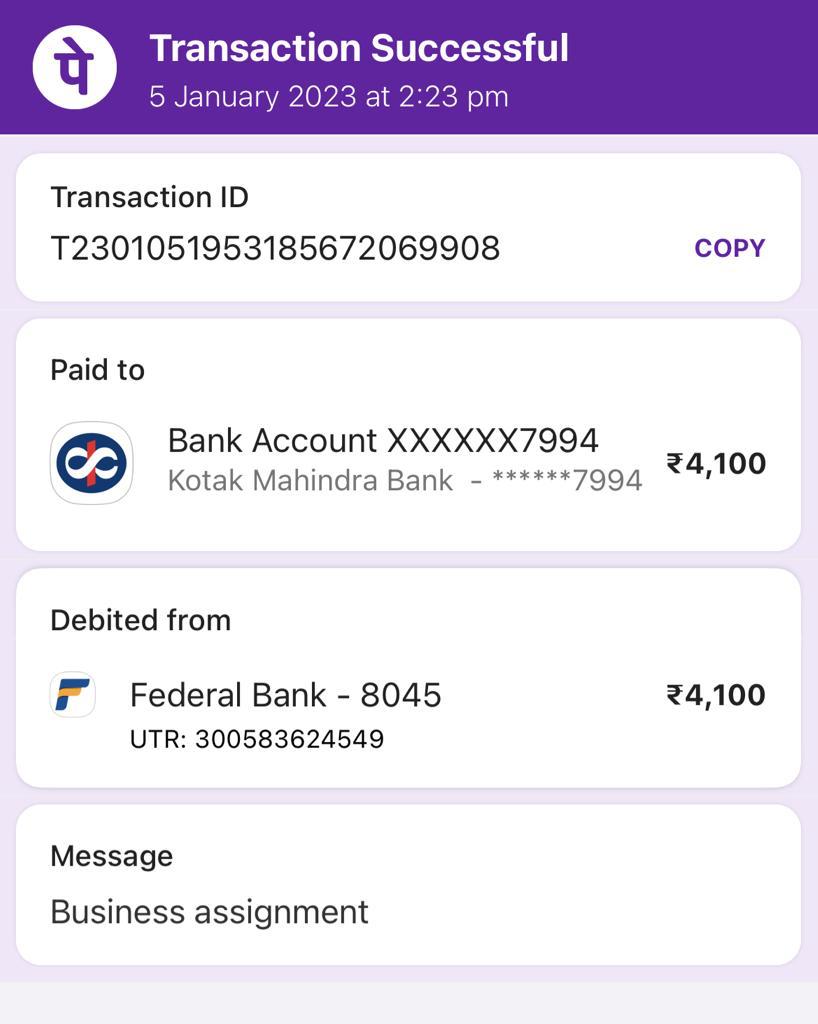 पे
Transaction Successful
5 January 2023 at 2:23 pm
Transaction ID
T2301051953185672069908
COPY
Paid to
Bank Account XXXXXX7994
₹4,100
Kotak Mahindra Bank - ******7994
Debited from
Federal Bank - 8045
₹4,100
UTR: 300583624549
Message
Business assignment